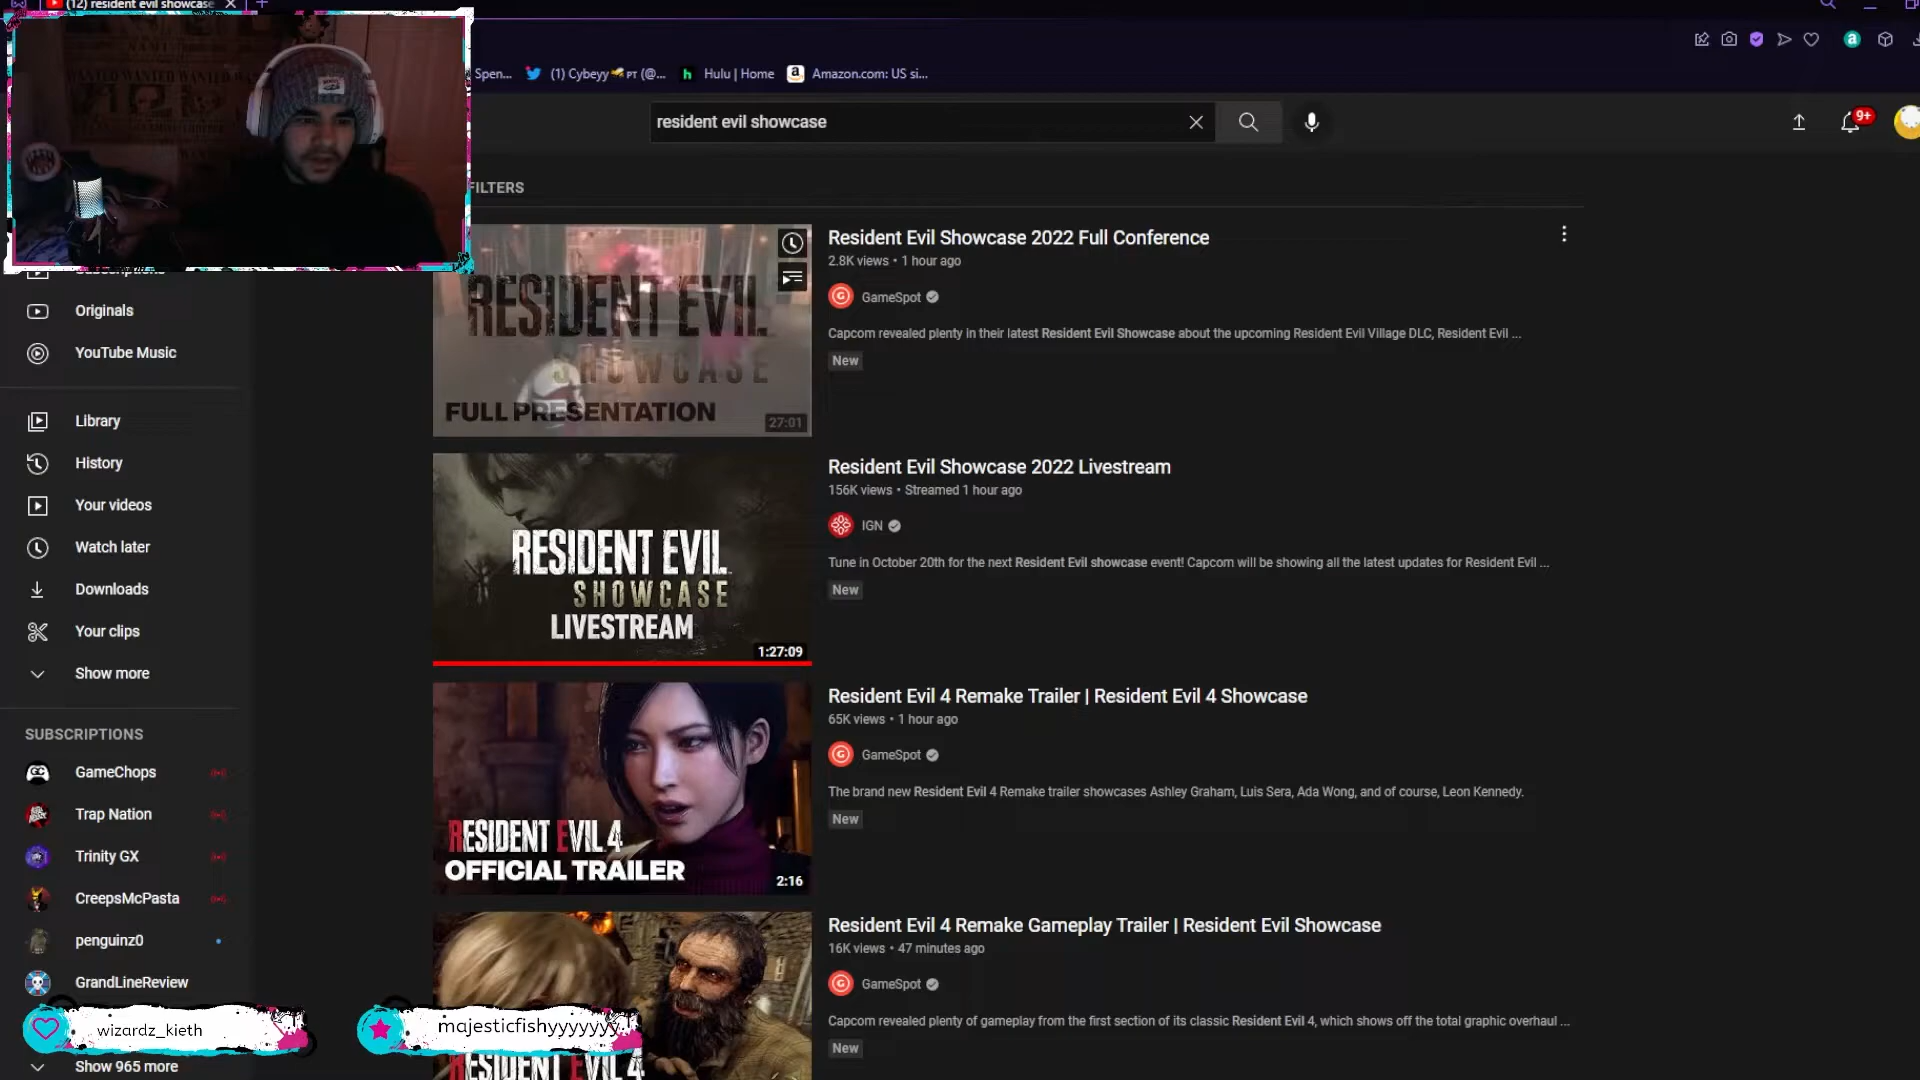 (12) resident evil showcase
Spen...
(1) Cybeyy
PT (@...
Hulu | Home
Amazon.com: US si...
WANTED WANTED WANTED
resident evil showcase
9+
FILTERS
Originals
YouTube Music
Library
History
Your videos
Watch later
Downloads
Your clips
Show more
SUBSCRIPTIONS
GameChops
Trap Nation
Trinity GX
CreepsMcPasta
penguinz0
GrandLineReview
Show 965 more
RESIDENT EVIL
SHOWCASE
FULL PRESENTATION
27:01
Resident Evil Showcase 2022 Full Conference
2.8K views • 1 hour ago
GameSpot
Capcom revealed plenty in their latest Resident Evil Showcase about the upcoming Resident Evil Village DLC, Resident Evil ...
New
RESIDENT EVIL
SHOWCASE
LIVESTREAM
1:27:09
Resident Evil Showcase 2022 Livestream
156K views • Streamed 1 hour ago
IGN
Tune in October 20th for the next Resident Evil showcase event! Capcom will be showing all the latest updates for Resident Evil ...
New
RESIDENT EVIL 4
OFFICIAL TRAILER
2:16
Resident Evil 4 Remake Trailer | Resident Evil 4 Showcase
65K views • 1 hour ago
GameSpot
The brand new Resident Evil 4 Remake trailer showcases Ashley Graham, Luis Sera, Ada Wong, and of course, Leon Kennedy.
New
RESIDENT EVIL 4
Resident Evil 4 Remake Gameplay Trailer | Resident Evil Showcase
16K views • 47 minutes ago
GameSpot
Capcom revealed plenty of gameplay from the first section of its classic Resident Evil 4, which shows off the total graphic overhaul ...
New
wizardz_kieth
majesticfishyyyyyyy